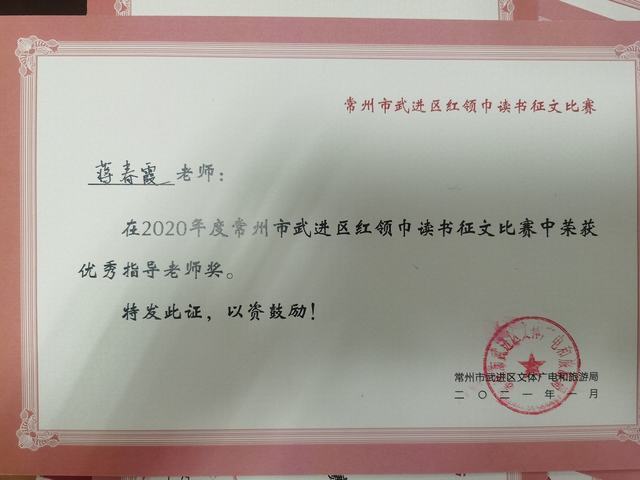 常州市武进区红领巾读书征文比赛
蒋春霞 老师：
在2020年度常州市武进区红领巾读书征文比赛中荣获
优秀指导老师奖。
特发此证，以资鼓励！
常州市武进区文体广电和旅游局
二〇二一年一月